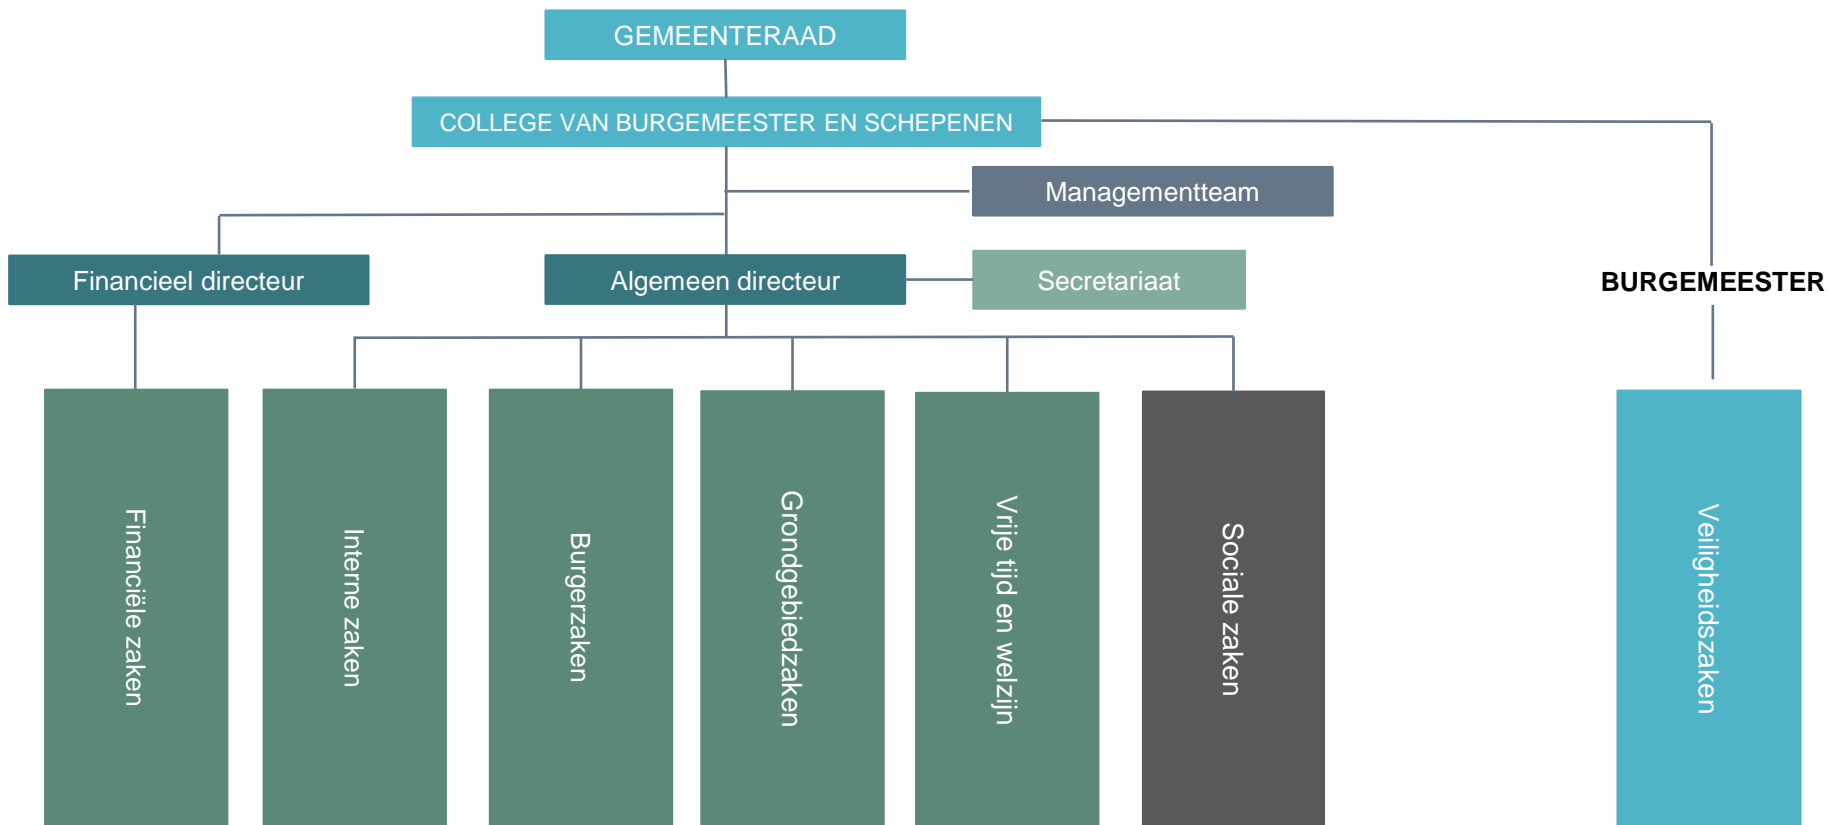 GEMEENTERAAD
COLLEGE VAN BURGEMEESTER EN SCHEPENEN
Managementteam
Financieel directeur
Algemeen directeur
Secretariaat
BURGEMEESTER
Financiële zaken
Interne zaken
Burgerzaken
Grondgebiedzaken
Vrije tijd en welzijn
Sociale zaken
Veiligheidszaken